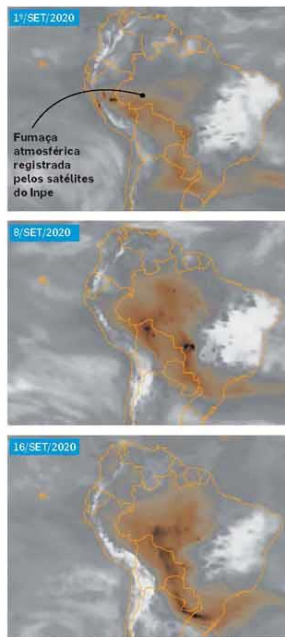 1º/SET/2020
Fumaça
atmosférica
registrada
pelos satélites
do Inpe
8/SET/2020
16/SET/2020